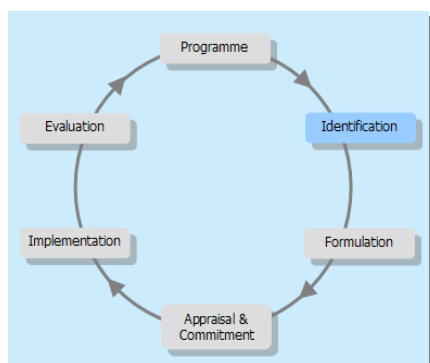 Programme
Identification
Formulation
Appraisal &
Commitment
Implementation
Evaluation